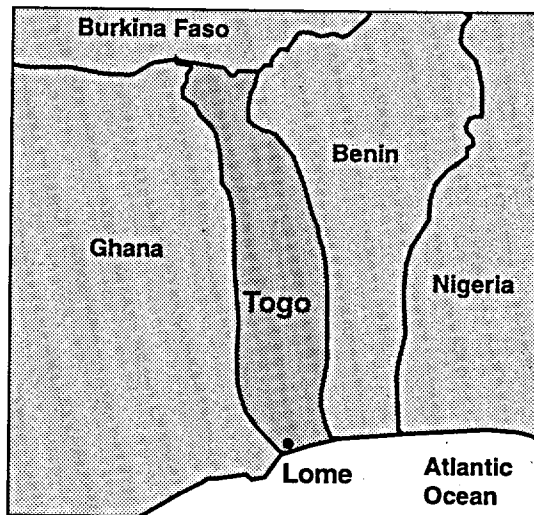 Burkina Faso
Benin
Ghana
Nigeria
Togo
Lome
Atlantic
Ocean